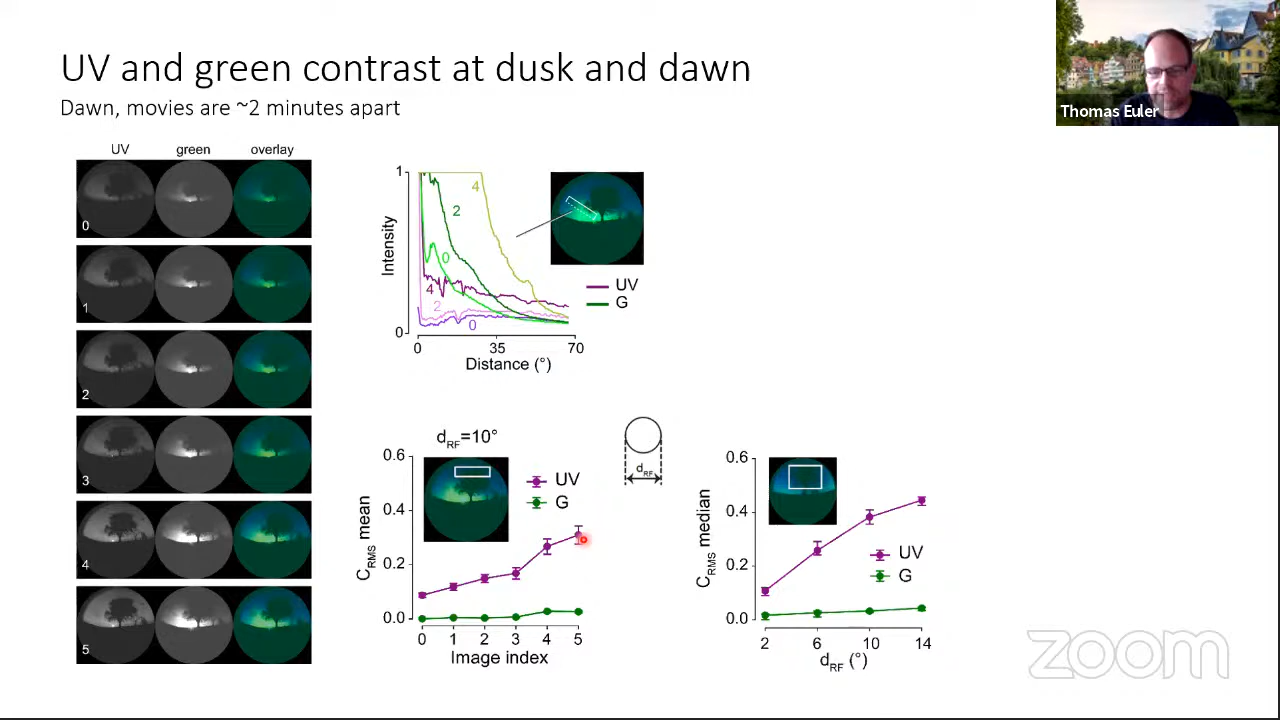 UV and green contrast at dusk and dawn
Dawn, movies are ~2 minutes apart
Thomas Euler
UV green overlay
0
1
2
3
4
5
1
0
Intensity
4
2
0
4
2
0
0 35 70
Distance (°)
UV
G
dRF=10°
0.6
0.4
0.2
0.0
CRMS mean
UV
G
0 1 2 3 4 5
Image index
dRF
0.6
0.4
0.2
0.0
CRMS median
UV
G
2 6 10 14
dRF (°)
zoom